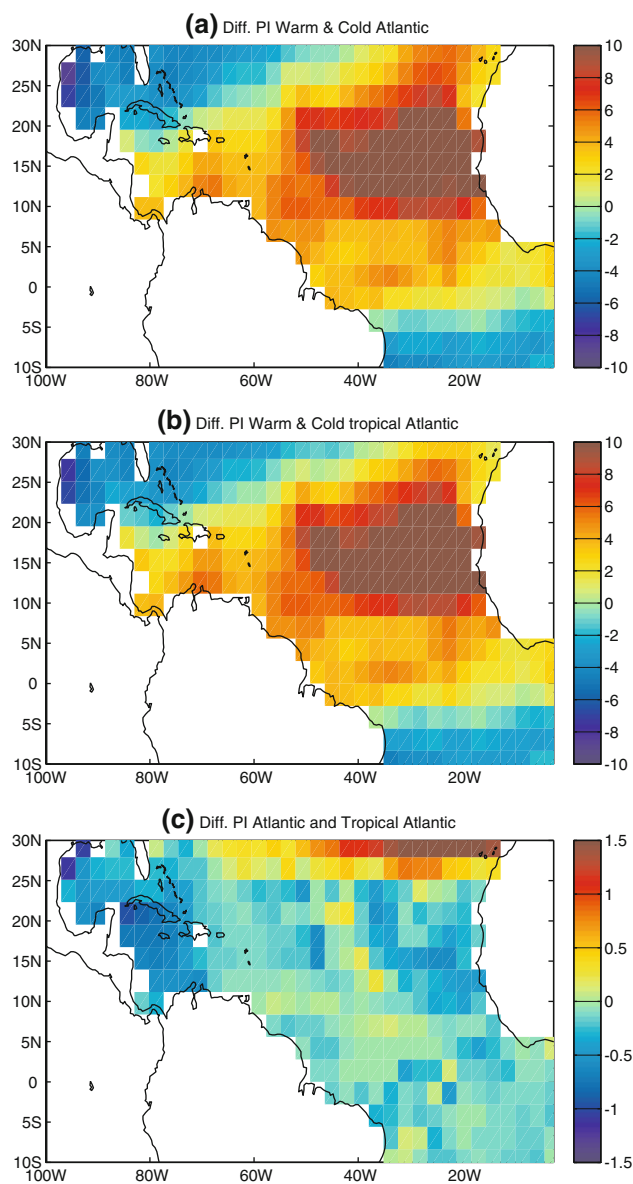 (a) Diff. PI Warm & Cold Atlantic
30N
25N
20N
15N
10N
5N
0
5S
10S
100W
80W
60W
40W
20W
10
8
6
4
2
0
-2
-4
-6
-8
-10
(b) Diff. PI Warm & Cold tropical Atlantic
30N
25N
20N
15N
10N
5N
0
5S
10S
100W
80W
60W
40W
20W
10
8
6
4
2
0
-2
-4
-6
-8
-10
(c) Diff. PI Atlantic and Tropical Atlantic
30N
25N
20N
15N
10N
5N
0
5S
10S
100W
80W
60W
40W
20W
1.5
1.0
0.5
0
-0.5
-1.0
-1.5